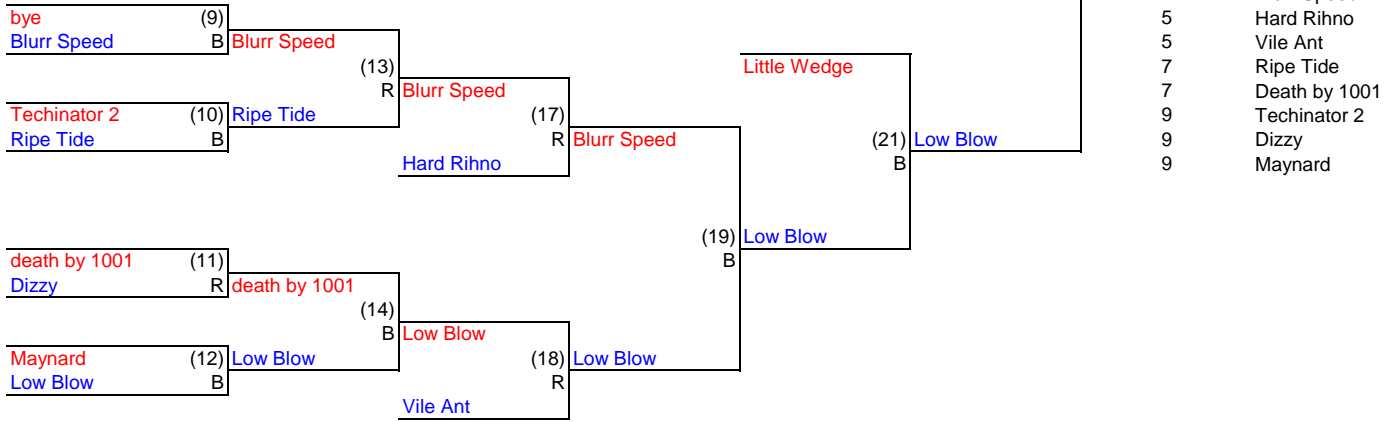 bye (9)
Blurr Speed B Blurr Speed
(13)
R Blurr Speed
Techinator 2 (10) Ripe Tide
Ripe Tide B
(17)
R Blurr Speed
Hard Rihno
Little Wedge
(21) Low Blow
B
(19) Low Blow
B
death by 1001 (11)
Dizzy R death by 1001
(14)
B Low Blow
Maynard (12) Low Blow
Low Blow B
(18) Low Blow
R
Vile Ant
5 Hard Rihno
5 Vile Ant
7 Ripe Tide
7 Death by 1001
9 Techinator 2
9 Dizzy
9 Maynard